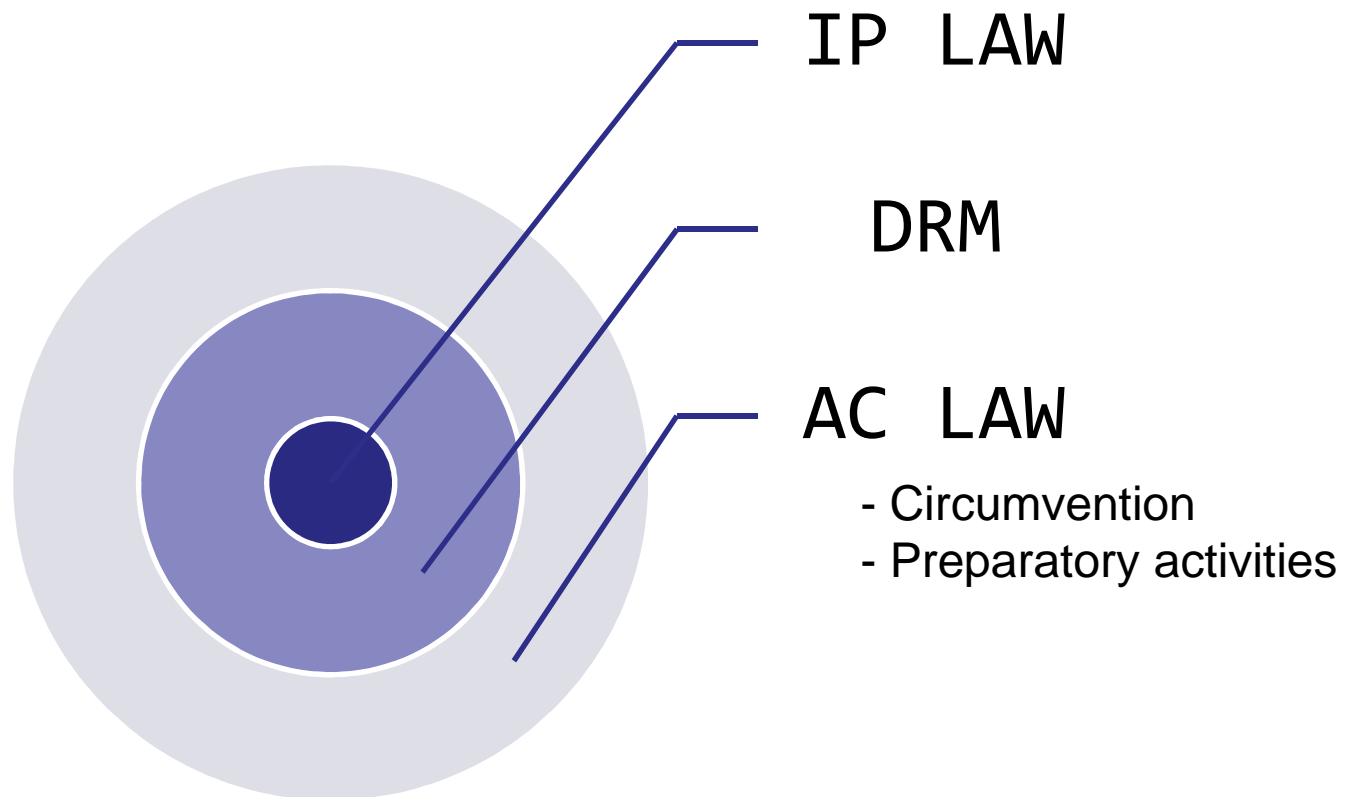 IP LAW
DRM
AC LAW
- Circumvention
- Preparatory activities